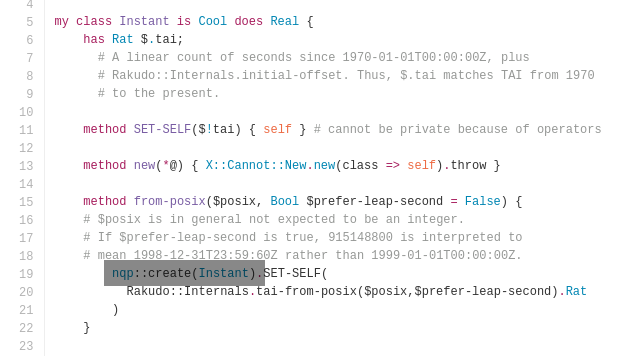 4
5 my class Instant is Cool does Real {
6 has Rat $.tai;
7 # A linear count of seconds since 1970-01-01T00:00:00Z, plus
8 # Rakudo::Internals.initial-offset. Thus, $.tai matches TAI from 1970
9 # to the present.
10
11 method SET-SELF($!tai) { self } # cannot be private because of operators
12
13 method new(*@) { X::Cannot::New.new(class => self).throw }
14
15 method from-posix($posix, Bool $prefer-leap-second = False) {
16 # $posix is in general not expected to be an integer.
17 # If $prefer-leap-second is true, 915148800 is interpreted to
18 # mean 1998-12-31T23:59:60Z rather than 1999-01-01T00:00:00Z.
19 nqp::create(Instant).SET-SELF(
20 Rakudo::Internals.tai-from-posix($posix,$prefer-leap-second).Rat
21 )
22 }
23